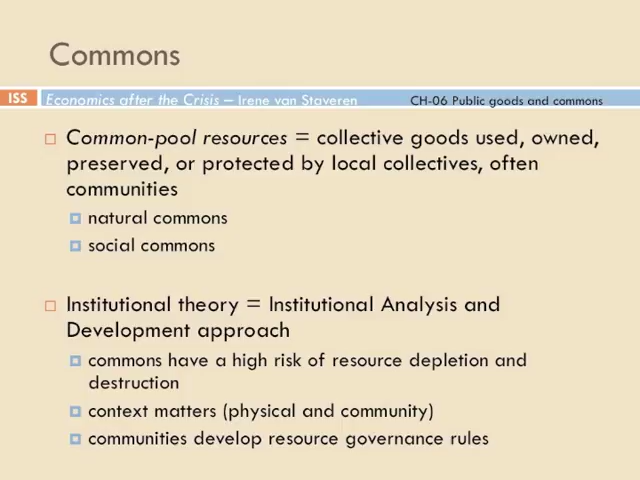 Commons
ISS Economics after the Crisis – Irene van Staveren CH-06 Public goods and commons
Common-pool resources = collective goods used, owned,
preserved, or protected by local collectives, often
communities
natural commons
social commons
Institutional theory = Institutional Analysis and
Development approach
commons have a high risk of resource depletion and
destruction
context matters (physical and community)
communities develop resource governance rules